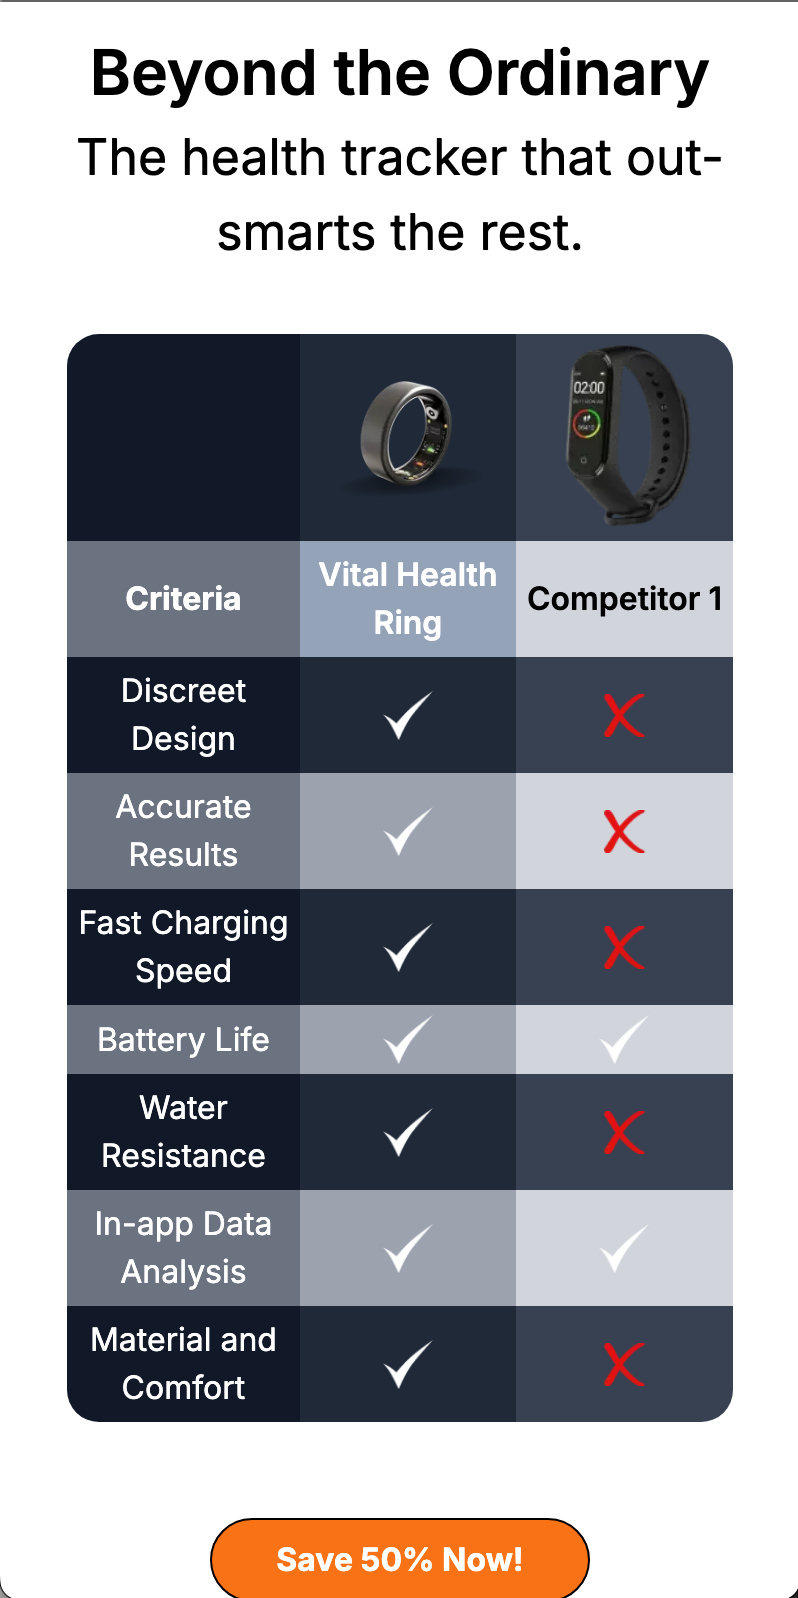 Beyond the Ordinary
The health tracker that out-
smarts the rest.
02:00
Criteria
Vital Health
Ring
Competitor 1
Discreet
Design
Accurate
Results
Fast Charging
Speed
Battery Life
Water
Resistance
In-app Data
Analysis
Material and
Comfort
Save 50% Now!